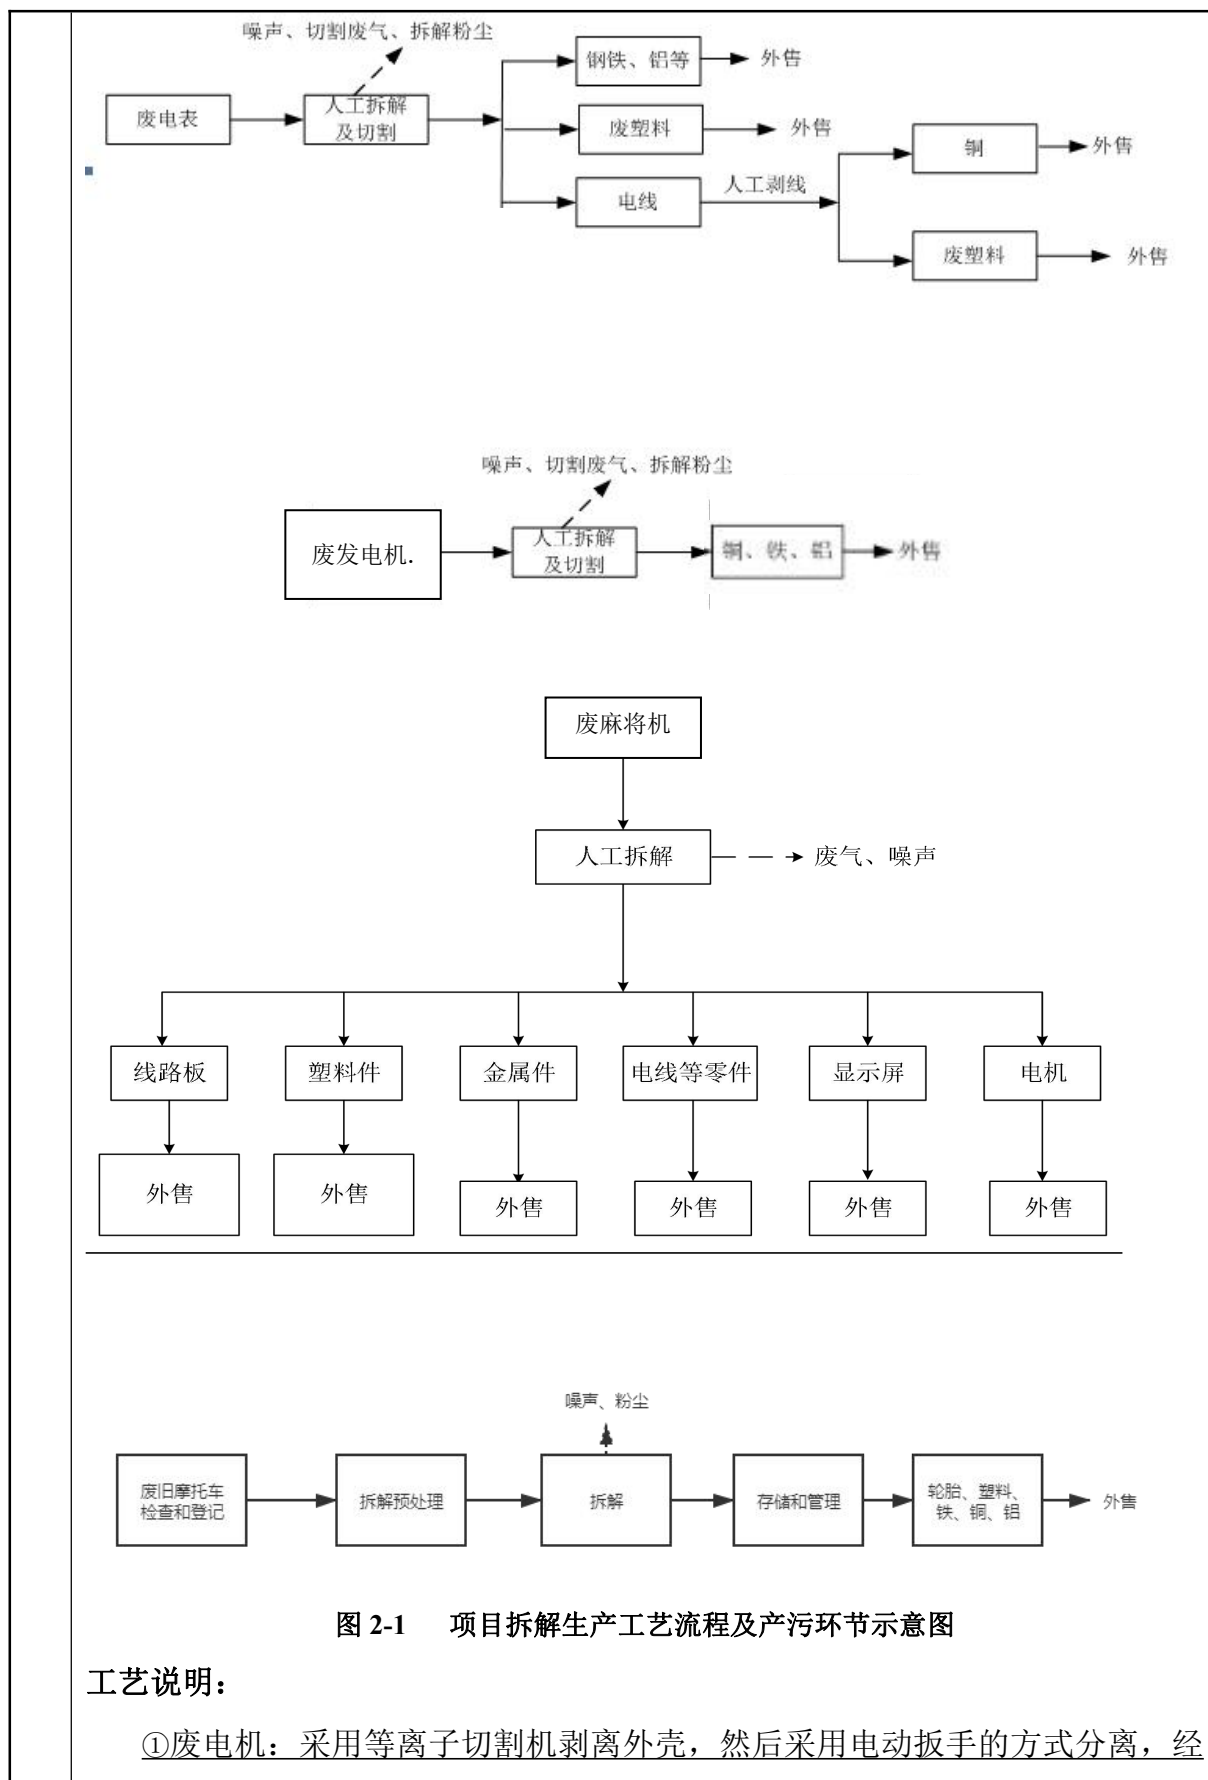 噪声、切割废气、拆解粉尘
废电表
人工拆解
及切割
钢铁、铝等
外售
废塑料
外售
电线
人工剥线
铜
外售
废塑料
外售
噪声、切割废气、拆解粉尘
废发电机.
人工拆解
及切割
铜、铁、铝
外售
废麻将机
人工拆解
废气、噪声
线路板
塑料件
金属件
电线等零件
显示屏
电机
外售
外售
外售
外售
外售
外售
噪声、粉尘
废旧摩托车
检查和登记
拆解预处理
拆解
存储和管理
轮胎、塑料、
铁、铜、铝
外售
图 2-1 项目拆解生产工艺流程及产污环节示意图
工艺说明：
①废电机：采用等离子切割机剥离外壳，然后采用电动扳手的方式分离，经